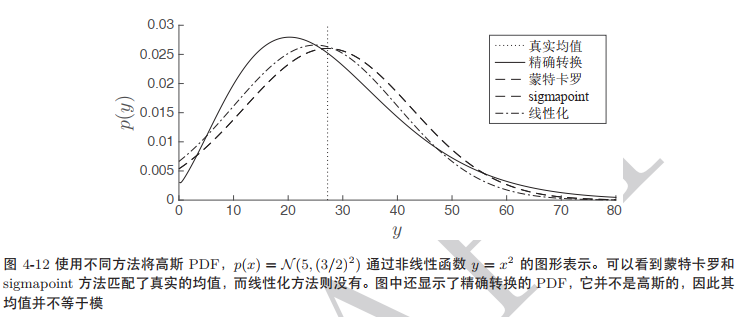 0.03
0.025
0.02
0.015
0.01
0.005
0
p(y)
真实均值
精确转换
蒙特卡罗
sigmapoint
线性化
0 10 20 30 40 50 60 70 80
y
图 4-12 使用不同方法将高斯 PDF，p(x) = N(5, (3/2)²) 通过非线性函数 y = x² 的图形表示。可以看到蒙特卡罗和
sigmapoint 方法匹配了真实的均值，而线性化方法则没有。图中还显示了精确转换的 PDF，它并不是高斯的，因此其
均值并不等于模